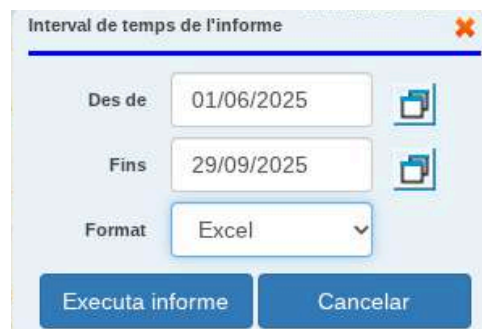 Interval de temps de l'informe
Des de 01/06/2025
Fins 29/09/2025
Format Excel
Executa informe Cancelar